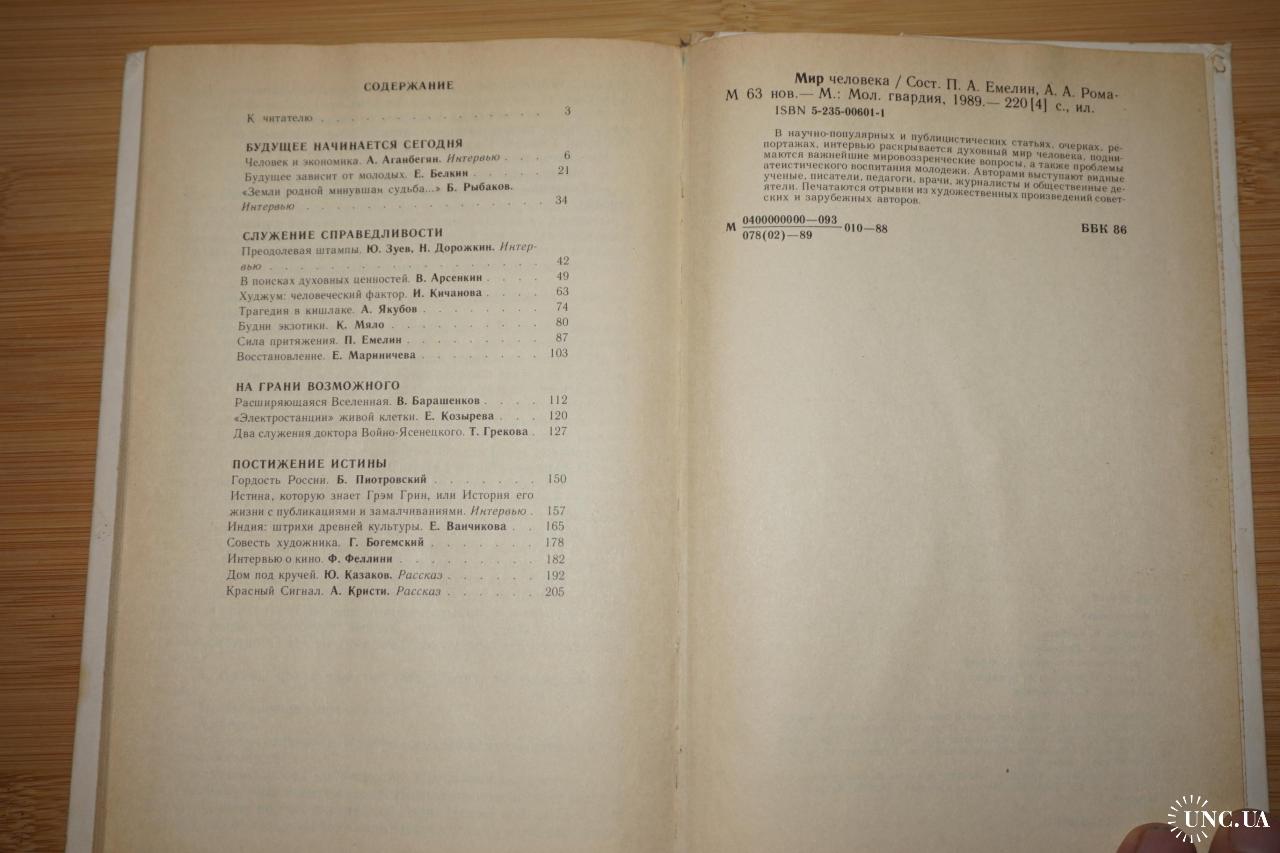 СОДЕРЖАНИЕ
К читателю . . . . . . . . . . . . . . . 3
БУДУЩЕЕ НАЧИНАЕТСЯ СЕГОДНЯ
Человек и экономика. А. Аганбегян. Интервью . . . 6
Будущее зависит от молодых. Е. Белкин . . . . . 21
«Земли родной минувшая судьба...» Б. Рыбаков.
Интервью . . . . . . . . . . . . . . . . 34
СЛУЖЕНИЕ СПРАВЕДЛИВОСТИ
Преодолевая штампы. Ю. Зуев, Н. Дорожкин. Интер-
вью . . . . . . . . . . . . . . . . . . 42
В поисках духовных ценностей. В. Арсенкин . . . . 49
Худжум: человеческий фактор. И. Кичанова . . . . 63
Трагедия в кишлаке. А. Якубов . . . . . . . . 74
Будни экзотики. К. Мяло . . . . . . . . . . 80
Сила притяжения. П. Емелин . . . . . . . . . 87
Восстановление. Е. Мариничева . . . . . . . . 103
НА ГРАНИ ВОЗМОЖНОГО
Расширяющаяся Вселенная. В. Барашенков . . . . 112
«Электростанции» живой клетки. Е. Козырева . . . 120
Два служения доктора Войно-Ясенецкого. Т. Грекова . 127
ПОСТИЖЕНИЕ ИСТИНЫ
Гордость России. Б. Пиотровский . . . . . . . 150
Истина, которую знает Грэм Грин, или История его
жизни с публикациями и замалчиваниями. Интервью . 157
Индия: штрихи древней культуры. Е. Ванчикова . . 165
Совесть художника. Г. Богемский . . . . . . . 178
Интервью о кино. Ф. Феллини . . . . . . . . . 182
Дом под кручей. Ю. Казаков. Рассказ . . . . . . 192
Красный Сигнал. А. Кристи. Рассказ . . . . . . 205
Мир человека / Сост. П. А. Емелин, А. А. Рома-
М 63 нов.— М.: Мол. гвардия, 1989.— 220[4] с., ил.
ISBN 5-235-00601-1
В научно-популярных и публицистических статьях, очерках, ре-
портажах, интервью раскрывается духовный мир человека, подни-
маются важнейшие мировоззренческие вопросы, а также проблемы
атеистического воспитания молодежи. Авторами выступают видные
ученые, писатели, педагоги, врачи, журналисты и общественные де-
ятели. Печатаются отрывки из художественных произведений совет-
ских и зарубежных авторов.
М 0400000000—093 010—88 ББК 86
078(02)—89
UNC.UA